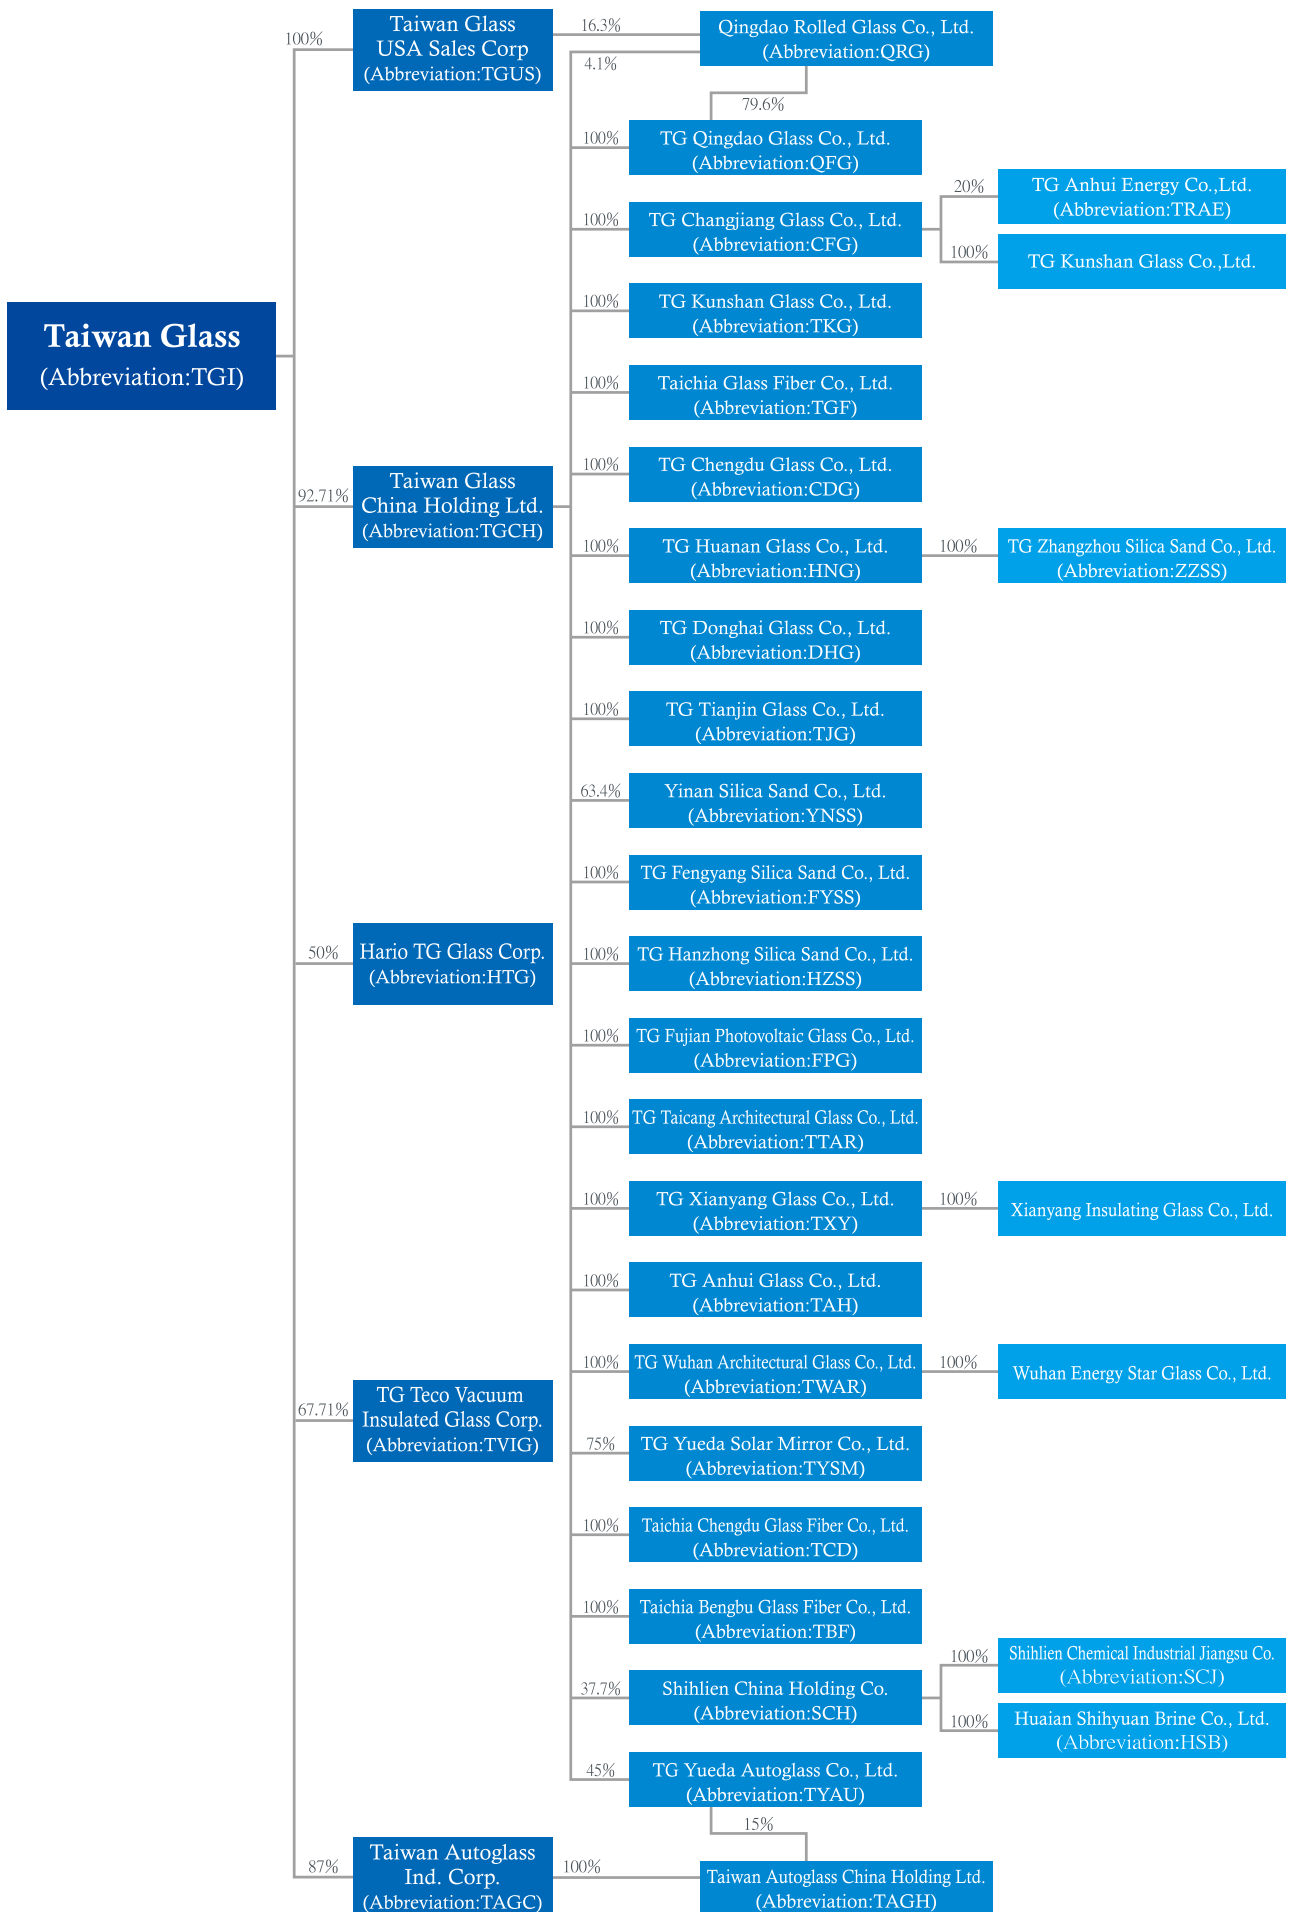 Taiwan Glass
(Abbreviation:TGI)
100%
Taiwan Glass
USA Sales Corp
(Abbreviation:TGUS)
92.71%
Taiwan Glass
China Holding Ltd.
(Abbreviation:TGCH)
50%
Hario TG Glass Corp.
(Abbreviation:HTG)
67.71%
TG Teco Vacuum
Insulated Glass Corp.
(Abbreviation:TVIG)
87%
Taiwan Autoglass
Ind. Corp.
(Abbreviation:TAGC)
16.3%
4.1%
Qingdao Rolled Glass Co., Ltd.
(Abbreviation:QRG)
79.6%
100%
TG Qingdao Glass Co., Ltd.
(Abbreviation:QFG)
100%
TG Changjiang Glass Co., Ltd.
(Abbreviation:CFG)
20%
TG Anhui Energy Co.,Ltd.
(Abbreviation:TRAE)
100%
TG Kunshan Glass Co.,Ltd.
100%
TG Kunshan Glass Co., Ltd.
(Abbreviation:TKG)
100%
Taichia Glass Fiber Co., Ltd.
(Abbreviation:TGF)
100%
TG Chengdu Glass Co., Ltd.
(Abbreviation:CDG)
100%
TG Huanan Glass Co., Ltd.
(Abbreviation:HNG)
100%
TG Zhangzhou Silica Sand Co., Ltd.
(Abbreviation:ZZSS)
100%
TG Donghai Glass Co., Ltd.
(Abbreviation:DHG)
100%
TG Tianjin Glass Co., Ltd.
(Abbreviation:TJG)
63.4%
Yinan Silica Sand Co., Ltd.
(Abbreviation:YNSS)
100%
TG Fengyang Silica Sand Co., Ltd.
(Abbreviation:FYSS)
100%
TG Hanzhong Silica Sand Co., Ltd.
(Abbreviation:HZSS)
100%
TG Fujian Photovoltaic Glass Co., Ltd.
(Abbreviation:FPG)
100%
TG Taicang Architectural Glass Co., Ltd.
(Abbreviation:TTAR)
100%
TG Xianyang Glass Co., Ltd.
(Abbreviation:TXY)
100%
Xianyang Insulating Glass Co., Ltd.
100%
TG Anhui Glass Co., Ltd.
(Abbreviation:TAH)
100%
TG Wuhan Architectural Glass Co., Ltd.
(Abbreviation:TWAR)
100%
Wuhan Energy Star Glass Co., Ltd.
75%
TG Yueda Solar Mirror Co., Ltd.
(Abbreviation:TYSM)
100%
Taichia Chengdu Glass Fiber Co., Ltd.
(Abbreviation:TCD)
100%
Taichia Bengbu Glass Fiber Co., Ltd.
(Abbreviation:TBF)
37.7%
Shihlien China Holding Co.
(Abbreviation:SCH)
100%
Shihlien Chemical Industrial Jiangsu Co.
(Abbreviation:SCJ)
100%
Huaian Shihyuan Brine Co., Ltd.
(Abbreviation:HSB)
45%
TG Yueda Autoglass Co., Ltd.
(Abbreviation:TYAU)
15%
100%
Taiwan Autoglass China Holding Ltd.
(Abbreviation:TAGH)